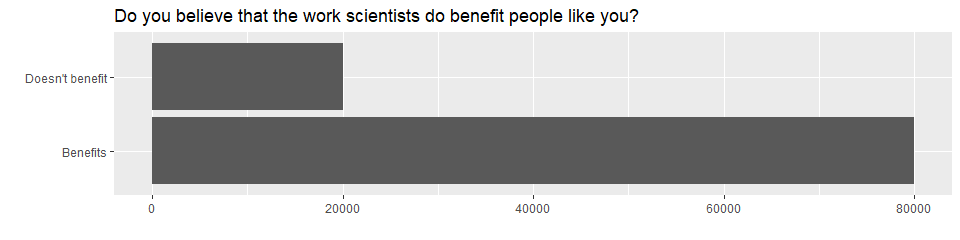 Do you believe that the work scientists do benefit people like you?
Doesn't benefit
Benefits
0 20000 40000 60000 80000